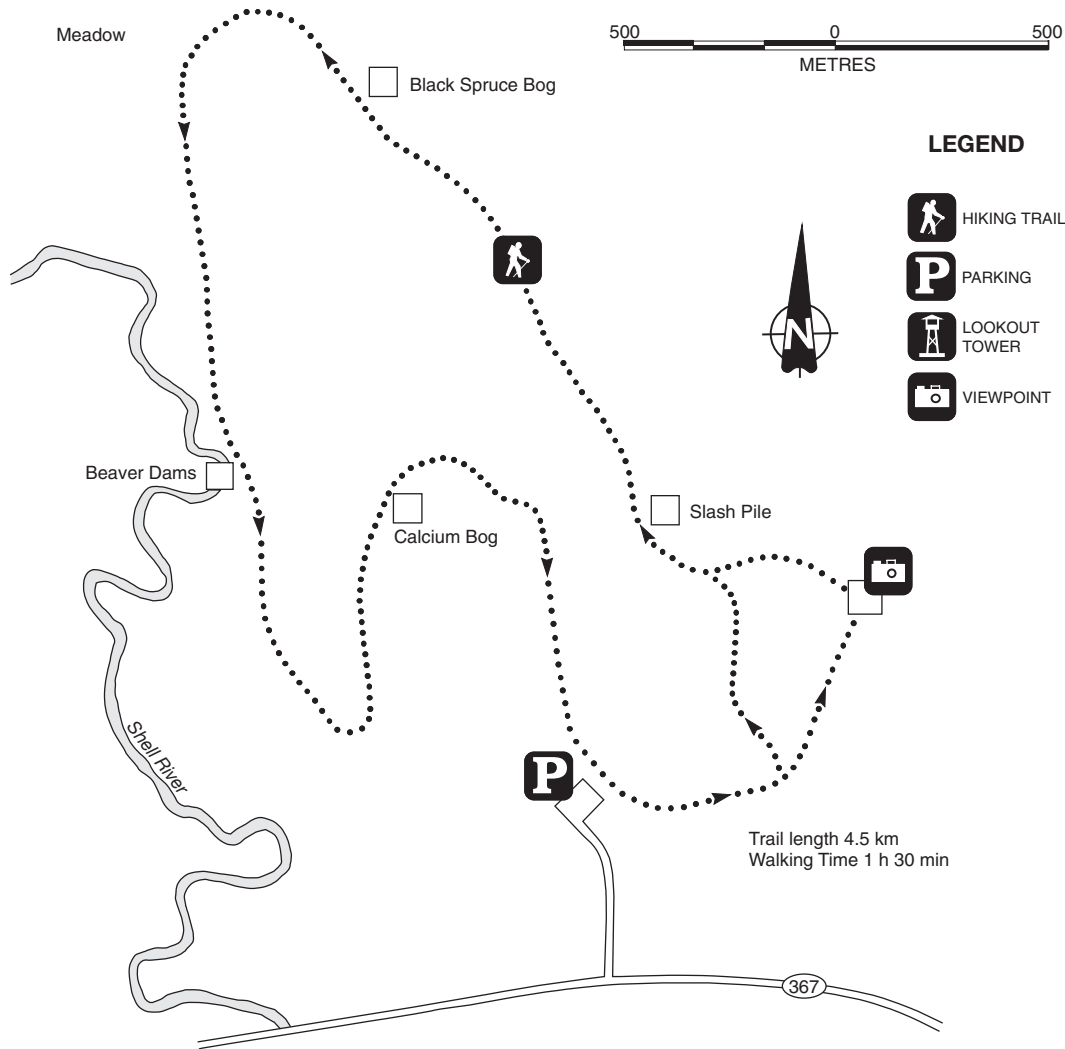 Meadow
500 0 500
METRES
Black Spruce Bog
LEGEND
HIKING TRAIL
P PARKING
LOOKOUT
TOWER
VIEWPOINT
N
Beaver Dams
Calcium Bog
Slash Pile
Shell River
P
Trail length 4.5 km
Walking Time 1 h 30 min
367